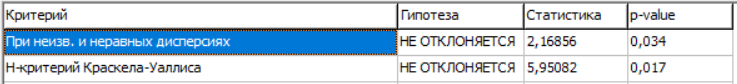 Критерий Гипотеза Статистика p-value
При неизв. и неравных дисперсиях НЕ ОТКЛОНЯЕТСЯ 2,16856 0,034
Н-критерий Краскела-Уаллиса НЕ ОТКЛОНЯЕТСЯ 5,95082 0,017